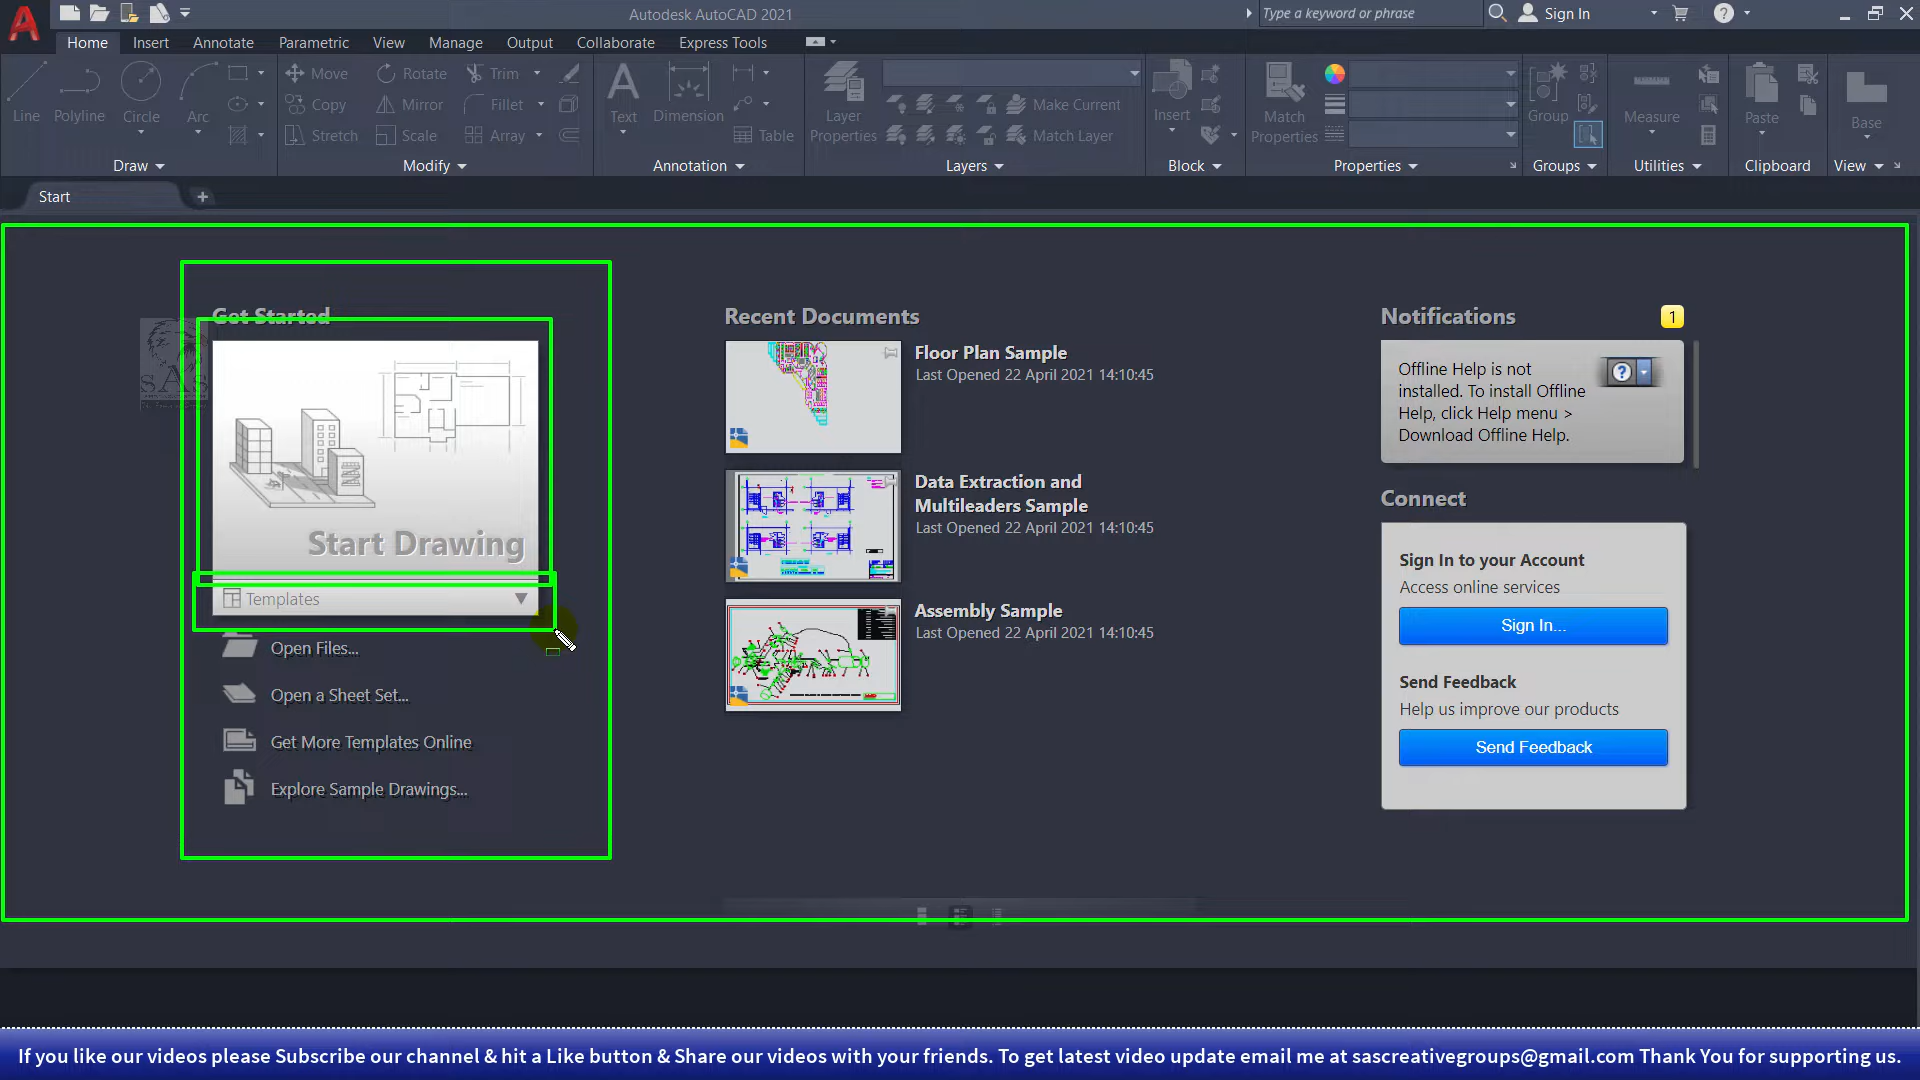 Autodesk AutoCAD 2021
Type a keyword or phrase
Sign In
Home
Insert
Annotate
Parametric
View
Manage
Output
Collaborate
Express Tools
Line
Polyline
Circle
Arc
Draw
Move
Rotate
Trim
Copy
Mirror
Fillet
Stretch
Scale
Array
Modify
Text
Dimension
Table
Annotation
Layer
Properties
Make Current
Match Layer
Layers
Insert
Block
Match
Properties
Properties
Group
Groups
Measure
Utilities
Paste
Clipboard
Base
View
Start
Get Started
Start Drawing
Templates
Open Files...
Open a Sheet Set...
Get More Templates Online
Explore Sample Drawings...
sAs
Recent Documents
Floor Plan Sample
Last Opened 22 April 2021 14:10:45
Data Extraction and
Multileaders Sample
Last Opened 22 April 2021 14:10:45
Assembly Sample
Last Opened 22 April 2021 14:10:45
Notifications
1
Offline Help is not
installed. To install Offline
Help, click Help menu >
Download Offline Help.
Connect
Sign In to your Account
Access online services
Sign In...
Send Feedback
Help us improve our products
Send Feedback
If you like our videos please Subscribe our channel & hit a Like button & Share our videos with your friends. To get latest video update email me at sascreativegroups@gmail.com Thank You for supporting us.